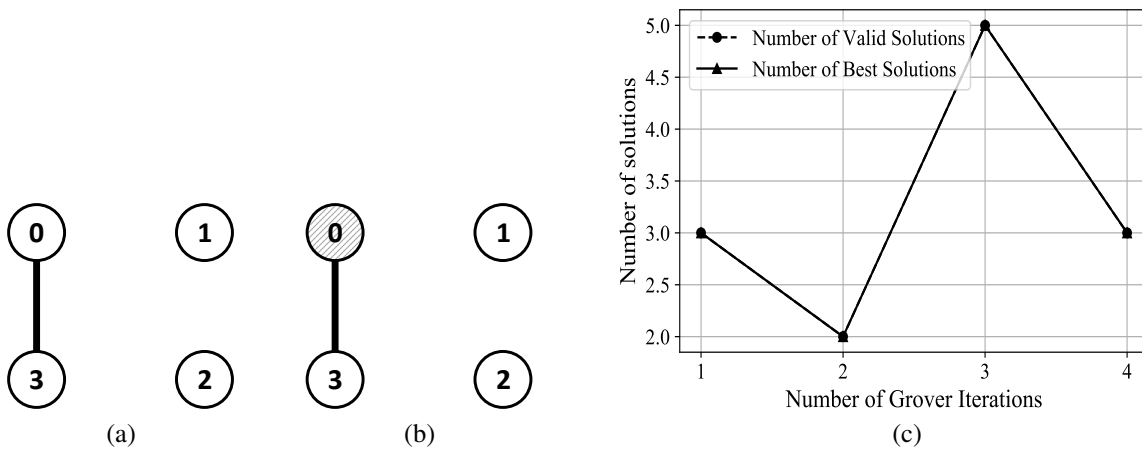 0
1
3
2
(a)
0
1
3
2
(b)
Number of solutions
5.0
4.5
4.0
3.5
3.0
2.5
2.0
Number of Valid Solutions
Number of Best Solutions
1
2
3
4
Number of Grover Iterations
(c)